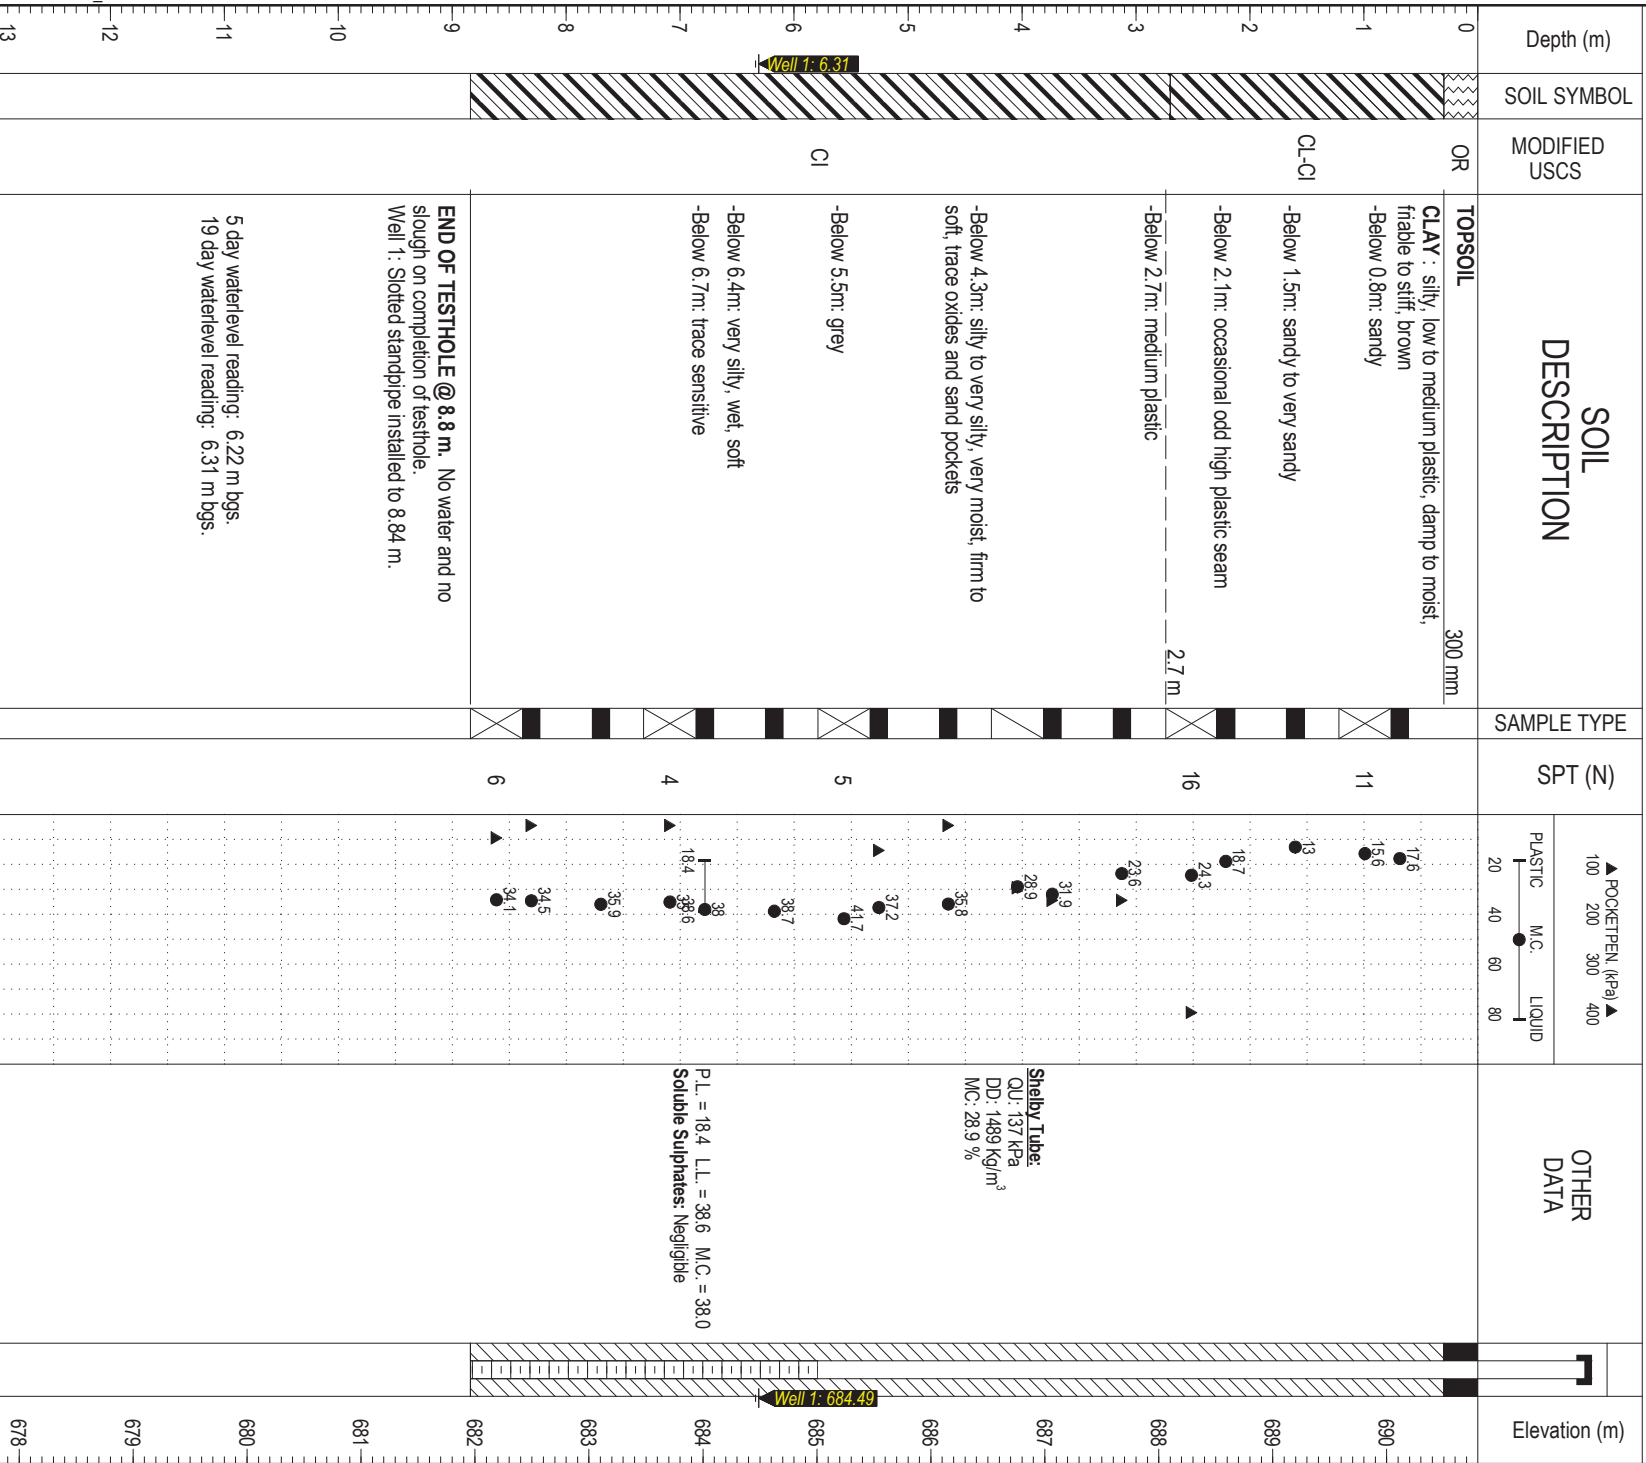 Depth (m)
SOIL SYMBOL
MODIFIED
USCS
SOIL
DESCRIPTION
SAMPLE TYPE
SPT (N)
▲ POCKETPEN. (kPa) ▲
100 200 300 400
PLASTIC M.C. LIQUID
20 40 60 80
OTHER
DATA
Elevation (m)
0
1
2
3
4
5
6
7
8
9
10
11
12
13
Well 1: 6.31
OR
CL-CI
CI
TOPSOIL
300 mm
CLAY : silty, low to medium plastic, damp to moist,
friable to stiff, brown
-Below 0.8m: sandy
-Below 1.5m: sandy to very sandy
-Below 2.1m: occasional odd high plastic seam
2.7 m
-Below 2.7m: medium plastic
-Below 4.3m: silty to very silty, very moist, firm to
soft, trace oxides and sand pockets
-Below 5.5m: grey
-Below 6.4m: very silty, wet, soft
-Below 6.7m: trace sensitive
END OF TESTHOLE @ 8.8 m. No water and no
slough on completion of testhole.
Well 1: Slotted standpipe installed to 8.84 m.
5 day waterlevel reading: 6.22 m bgs.
19 day waterlevel reading: 6.31 m bgs.
11
16
5
4
6
17.6
15.6
13
18.7
24.3
23.6
31.9
28.9
35.8
37.2
41.7
38.7
18.4
38
38.6
35.9
34.5
34.1
Shelby Tube:
QU: 137 kPa
DD: 1489 Kg/m³
MC: 28.9 %
P.L. = 18.4 L.L. = 38.6 M.C. = 38.0
Soluble Sulphates: Negligible
Well 1: 684.49
690
689
688
687
686
685
684
683
682
681
680
679
678